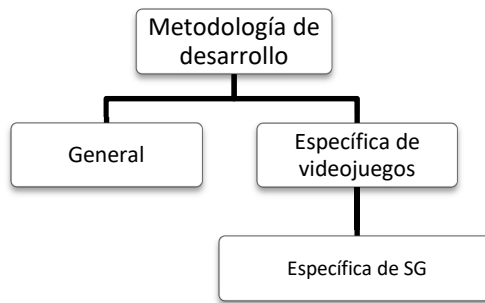 Metodología de
desarrollo
General
Específica de
videojuegos
Específica de SG